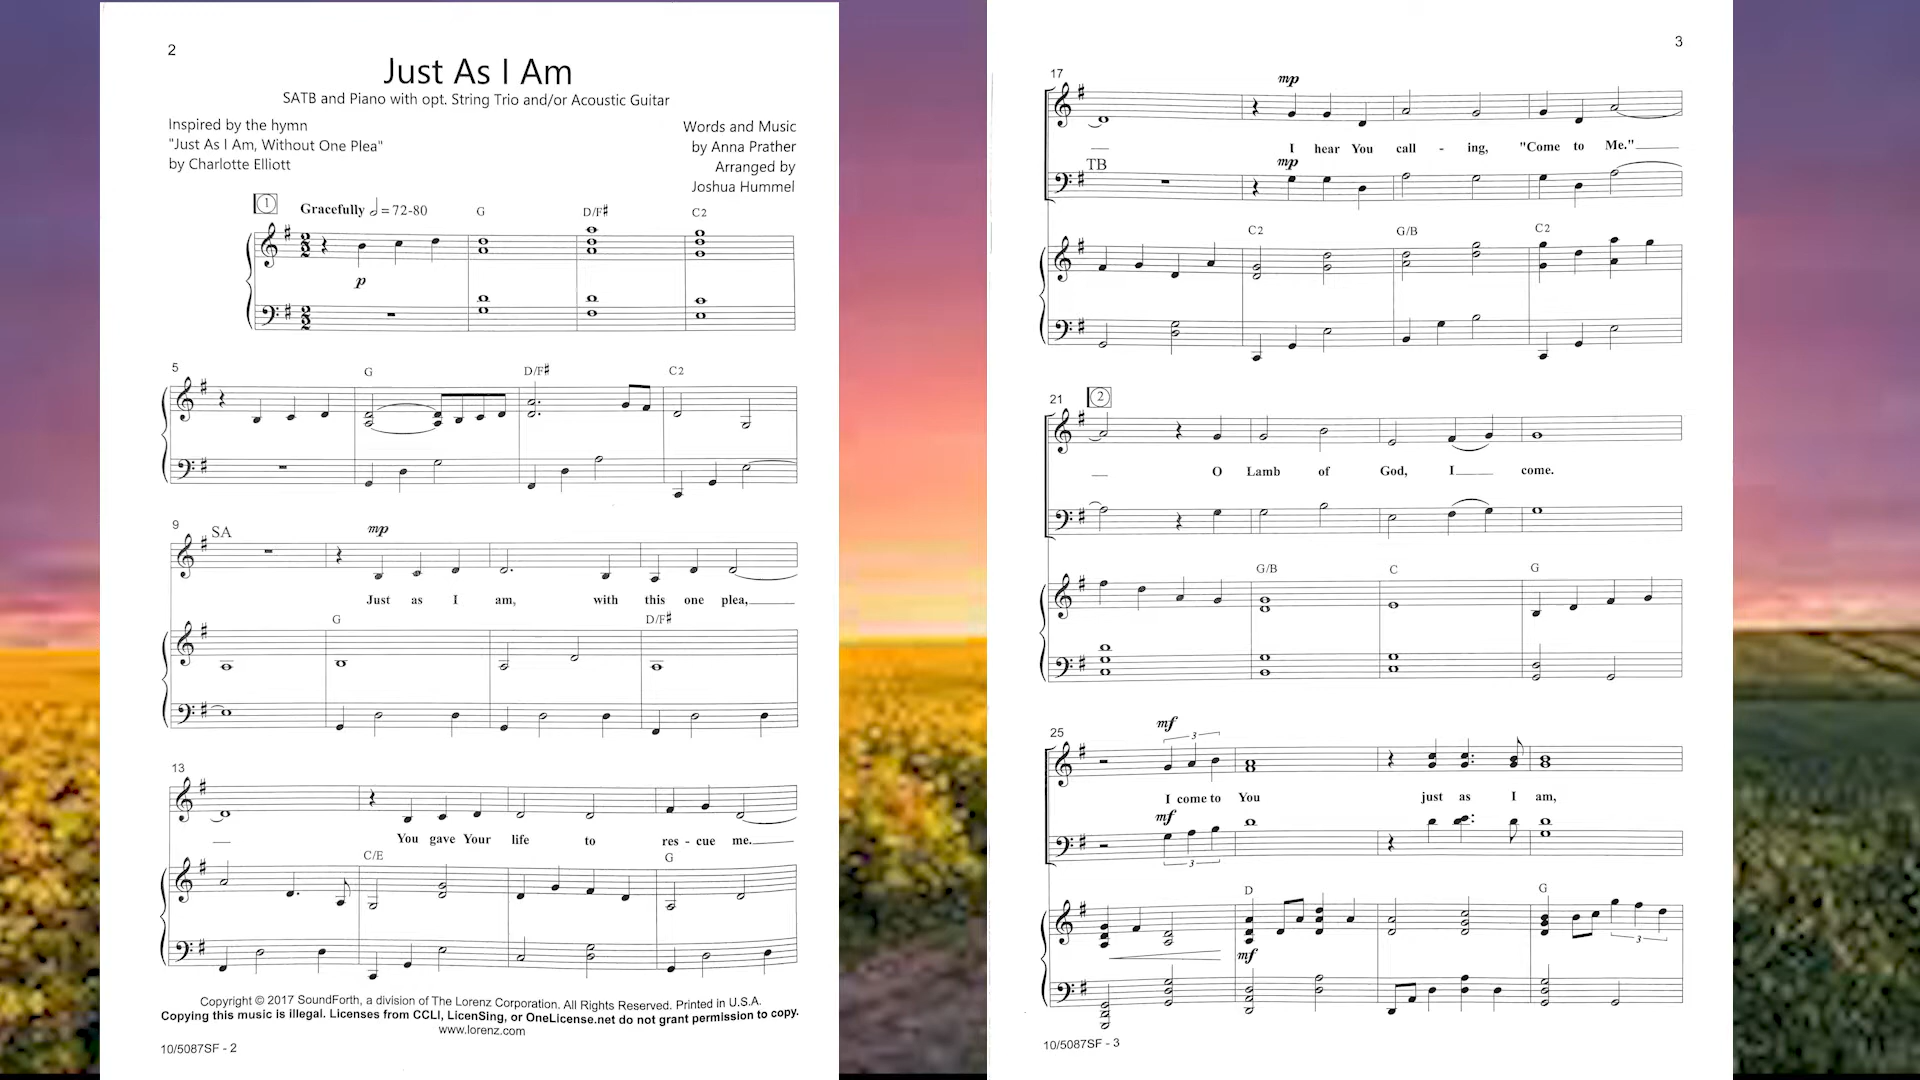 2
Just As I Am
SATB and Piano with opt. String Trio and/or Acoustic Guitar
Inspired by the hymn
"Just As I Am, Without One Plea"
by Charlotte Elliott
Words and Music
by Anna Prather
Arranged by
Joshua Hummel
1
Gracefully 𝅗𝅥 = 72-80
G D/F# C2
p
5
G D/F# C2
9 SA
mp
Just as I am, with this one plea,
G D/F#
13
You gave Your life to res - cue me.
C/E G
Copyright © 2017 SoundForth, a division of The Lorenz Corporation. All Rights Reserved. Printed in U.S.A.
Copying this music is illegal. Licenses from CCLI, LicenSing, or OneLicense.net do not grant permission to copy.
www.lorenz.com
10/5087SF - 2
3
17
mp
I hear You call - ing, "Come to Me."
TB mp
C2 G/B C2
21 2
O Lamb of God, I come.
G/B C G
25
mf
3
I come to You just as I am,
mf
3
D G
3
mf
10/5087SF - 3